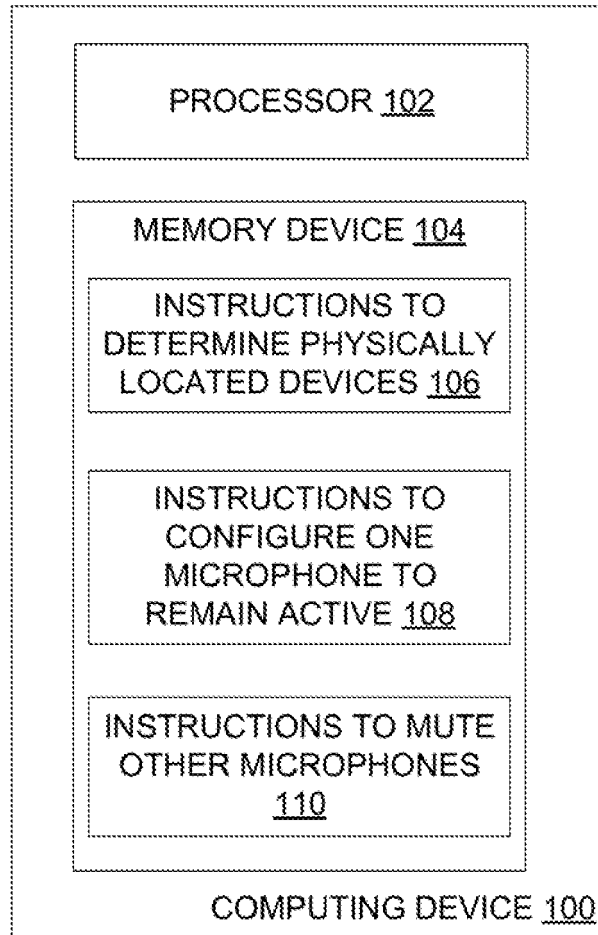 PROCESSOR 102
MEMORY DEVICE 104
INSTRUCTIONS TO
DETERMINE PHYSICALLY
LOCATED DEVICES 106
INSTRUCTIONS TO
CONFIGURE ONE
MICROPHONE TO
REMAIN ACTIVE 108
INSTRUCTIONS TO MUTE
OTHER MICROPHONES
110
COMPUTING DEVICE 100